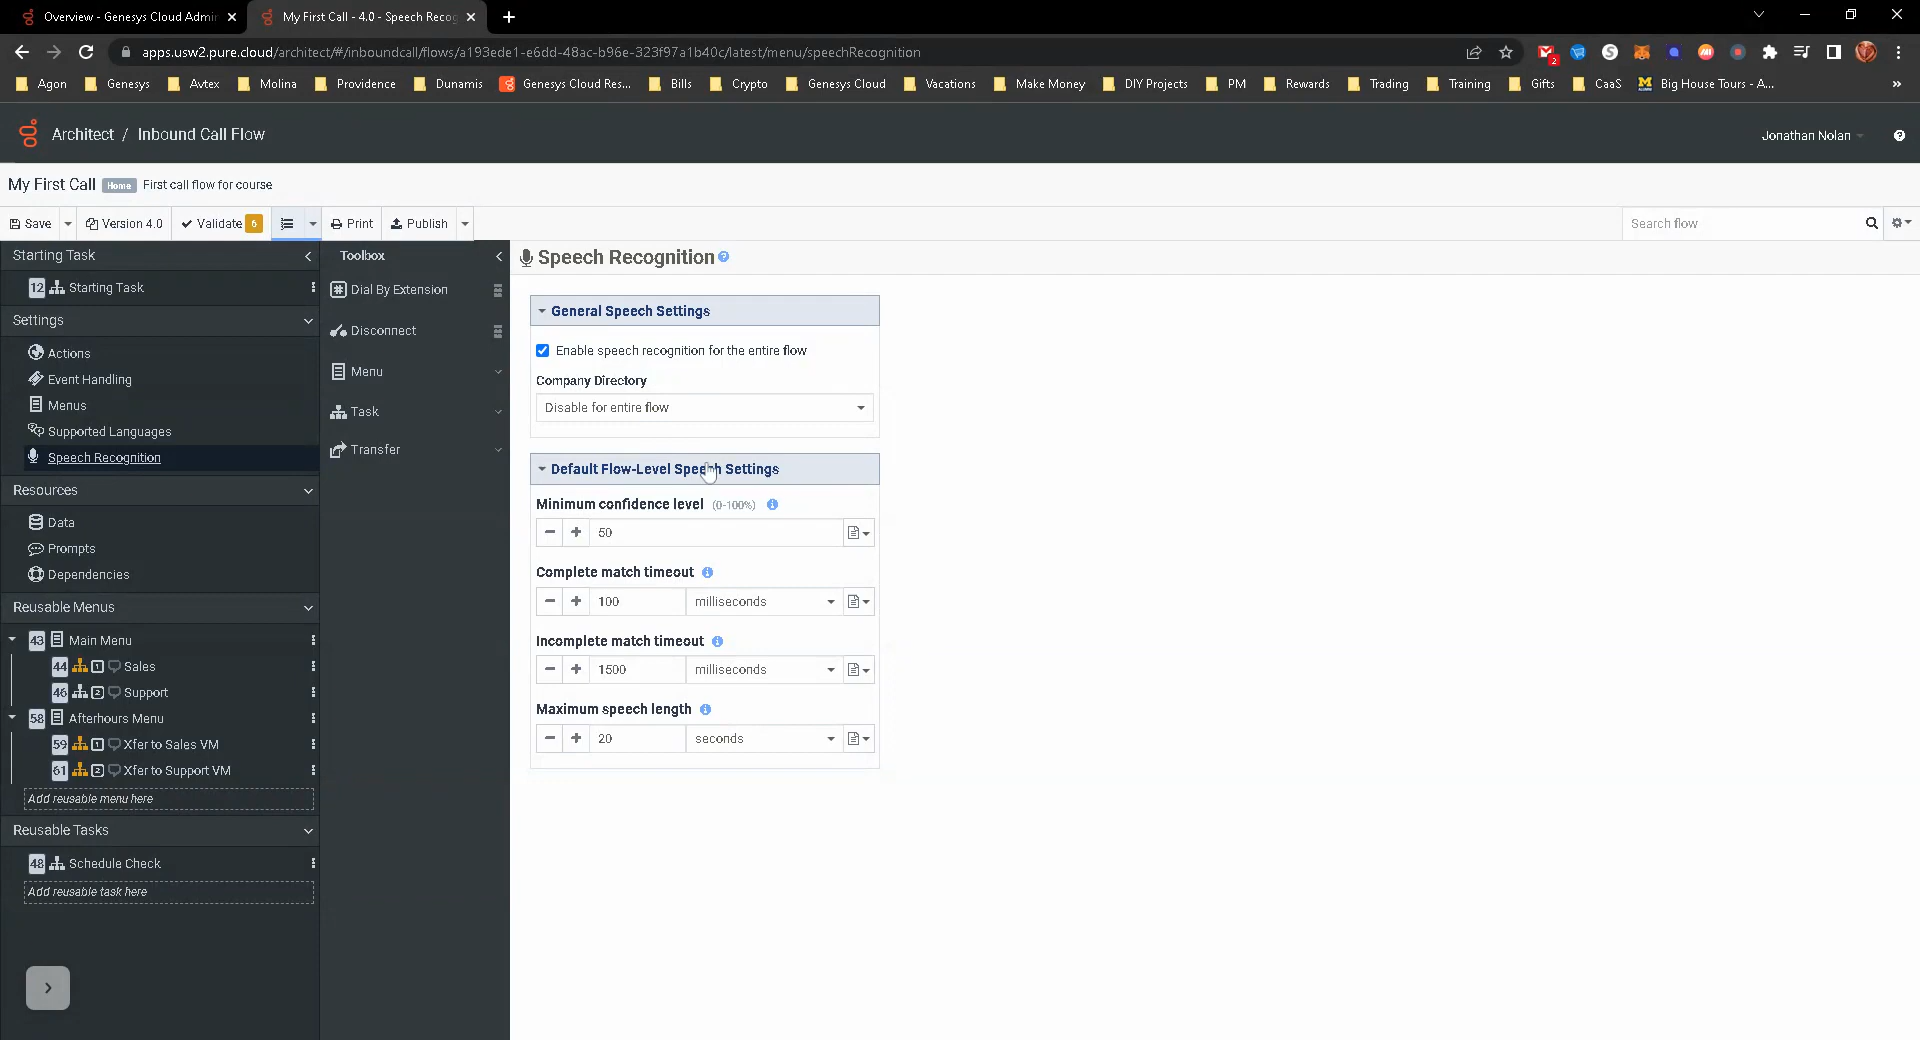 Overview - Genesys Cloud Admi
My First Call - 4.0 - Speech Recog
apps.usw2.pure.cloud/architect/#/inboundcall/flows/a193ede1-e6dd-48ac-b96e-323f97a1b40c/latest/menu/speechRecognition
2
Agon Genesys Avtex Molina Providence Dunamis Genesys Cloud Res... Bills Crypto Genesys Cloud Vacations Make Money DIY Projects PM Rewards Trading Training Gifts CaaS Big House Tours - A... »
Architect / Inbound Call Flow
Jonathan Nolan
My First Call Home First call flow for course
Save Version 4.0 Validate 6 Print Publish
Search flow
Starting Task
12 Starting Task
Settings
Actions
Event Handling
Menus
Supported Languages
Speech Recognition
Resources
Data
Prompts
Dependencies
Reusable Menus
43 Main Menu
44 1 Sales
46 2 Support
58 Afterhours Menu
59 1 Xfer to Sales VM
61 2 Xfer to Support VM
Add reusable menu here
Reusable Tasks
48 Schedule Check
Add reusable task here
Toolbox
Dial By Extension
Disconnect
Menu
Task
Transfer
Speech Recognition
General Speech Settings
Enable speech recognition for the entire flow
Company Directory
Disable for entire flow
Default Flow-Level Speech Settings
Minimum confidence level (0-100%)
50
Complete match timeout
100 milliseconds
Incomplete match timeout
1500 milliseconds
Maximum speech length
20 seconds